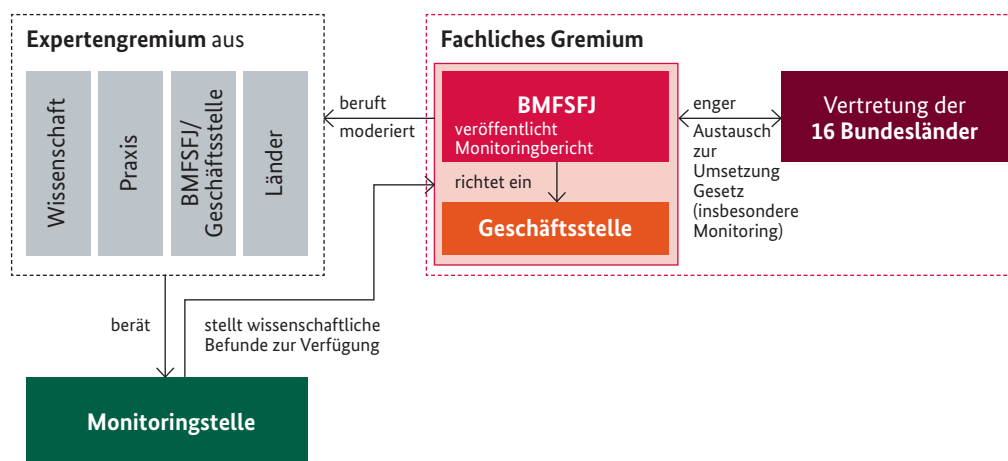 Expertengremium aus
Wissenschaft
Praxis
BMFSFJ/
Geschäftsstelle
Länder
beruft
moderiert
Fachliches Gremium
BMFSFJ
veröffentlicht
Monitoringbericht
richtet ein
Geschäftsstelle
enger
Austausch
zur
Umsetzung
Gesetz
(insbesondere
Monitoring)
Vertretung der
16 Bundesländer
berät
stellt wissenschaftliche
Befunde zur Verfügung
Monitoringstelle